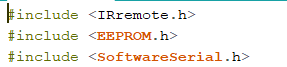 #include <IRremote.h>
#include <EEPROM.h>
#include <SoftwareSerial.h>